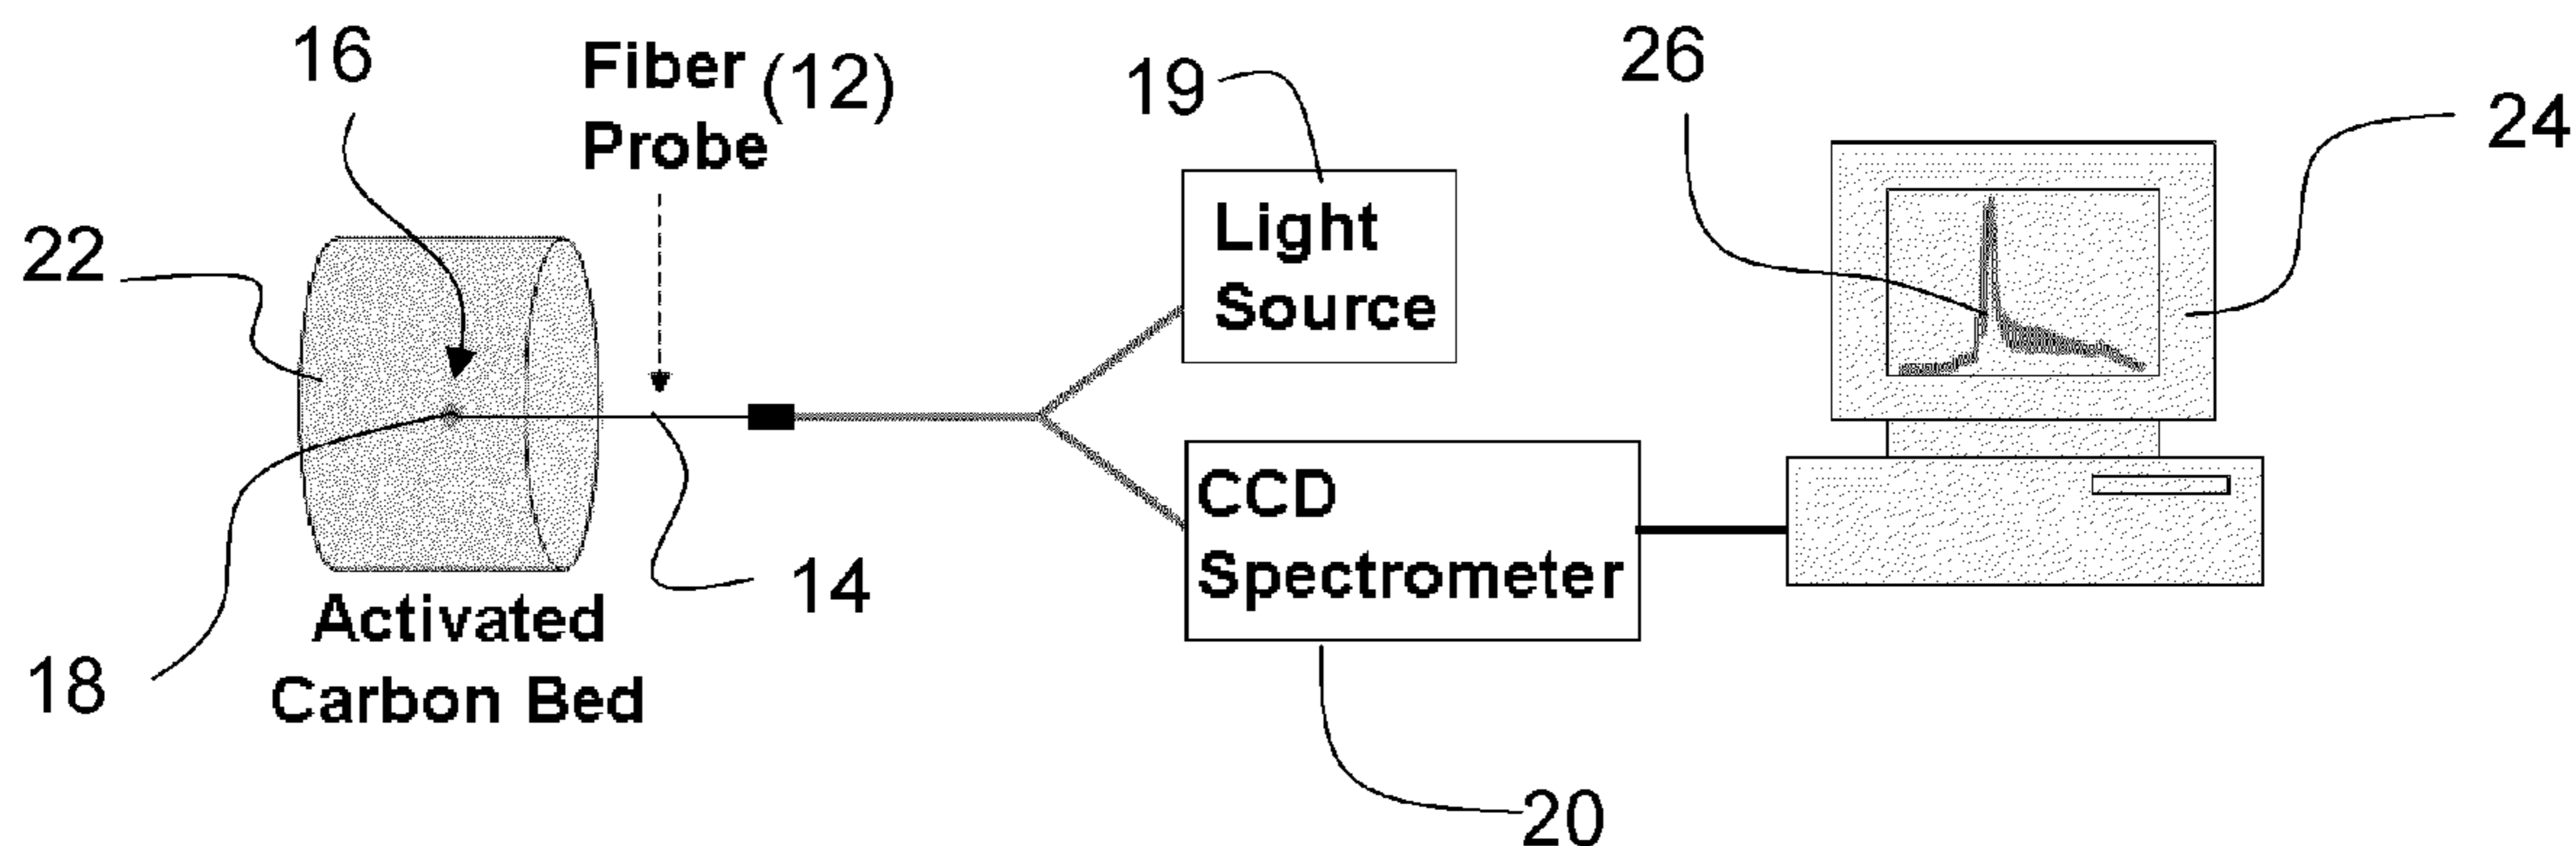 16
Fiber (12)
Probe
19
26
24
22
Light
Source
CCD
Spectrometer
14
Activated
Carbon Bed
18
20